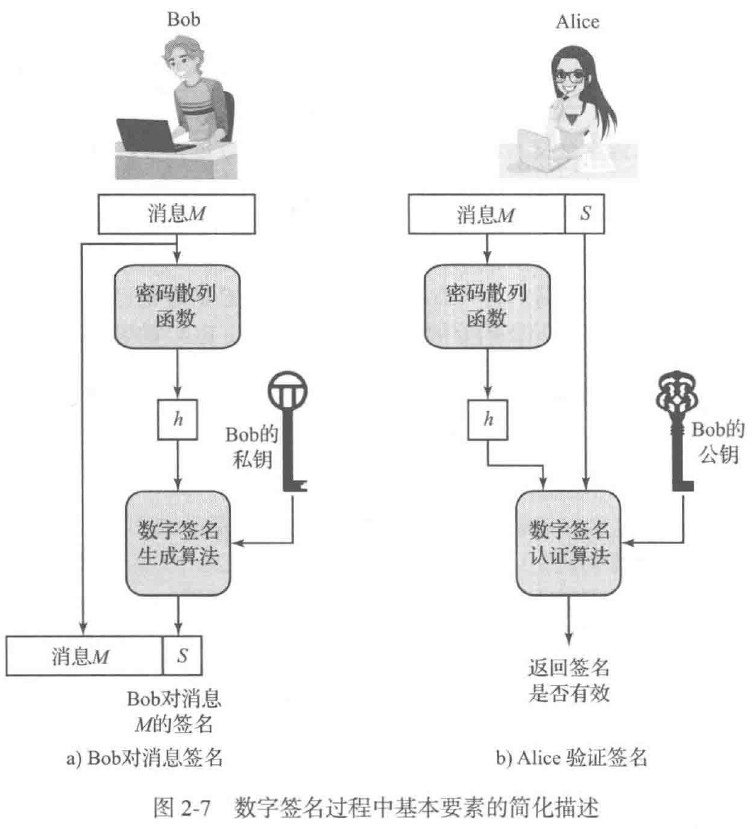 Bob
消息M
密码散列
函数
h
Bob的
私钥
数字签名
生成算法
消息M
S
Bob对消息
M的签名
a) Bob对消息签名
Alice
消息M
S
密码散列
函数
h
Bob的
公钥
数字签名
认证算法
返回签名
是否有效
b) Alice 验证签名
图 2-7 数字签名过程中基本要素的简化描述